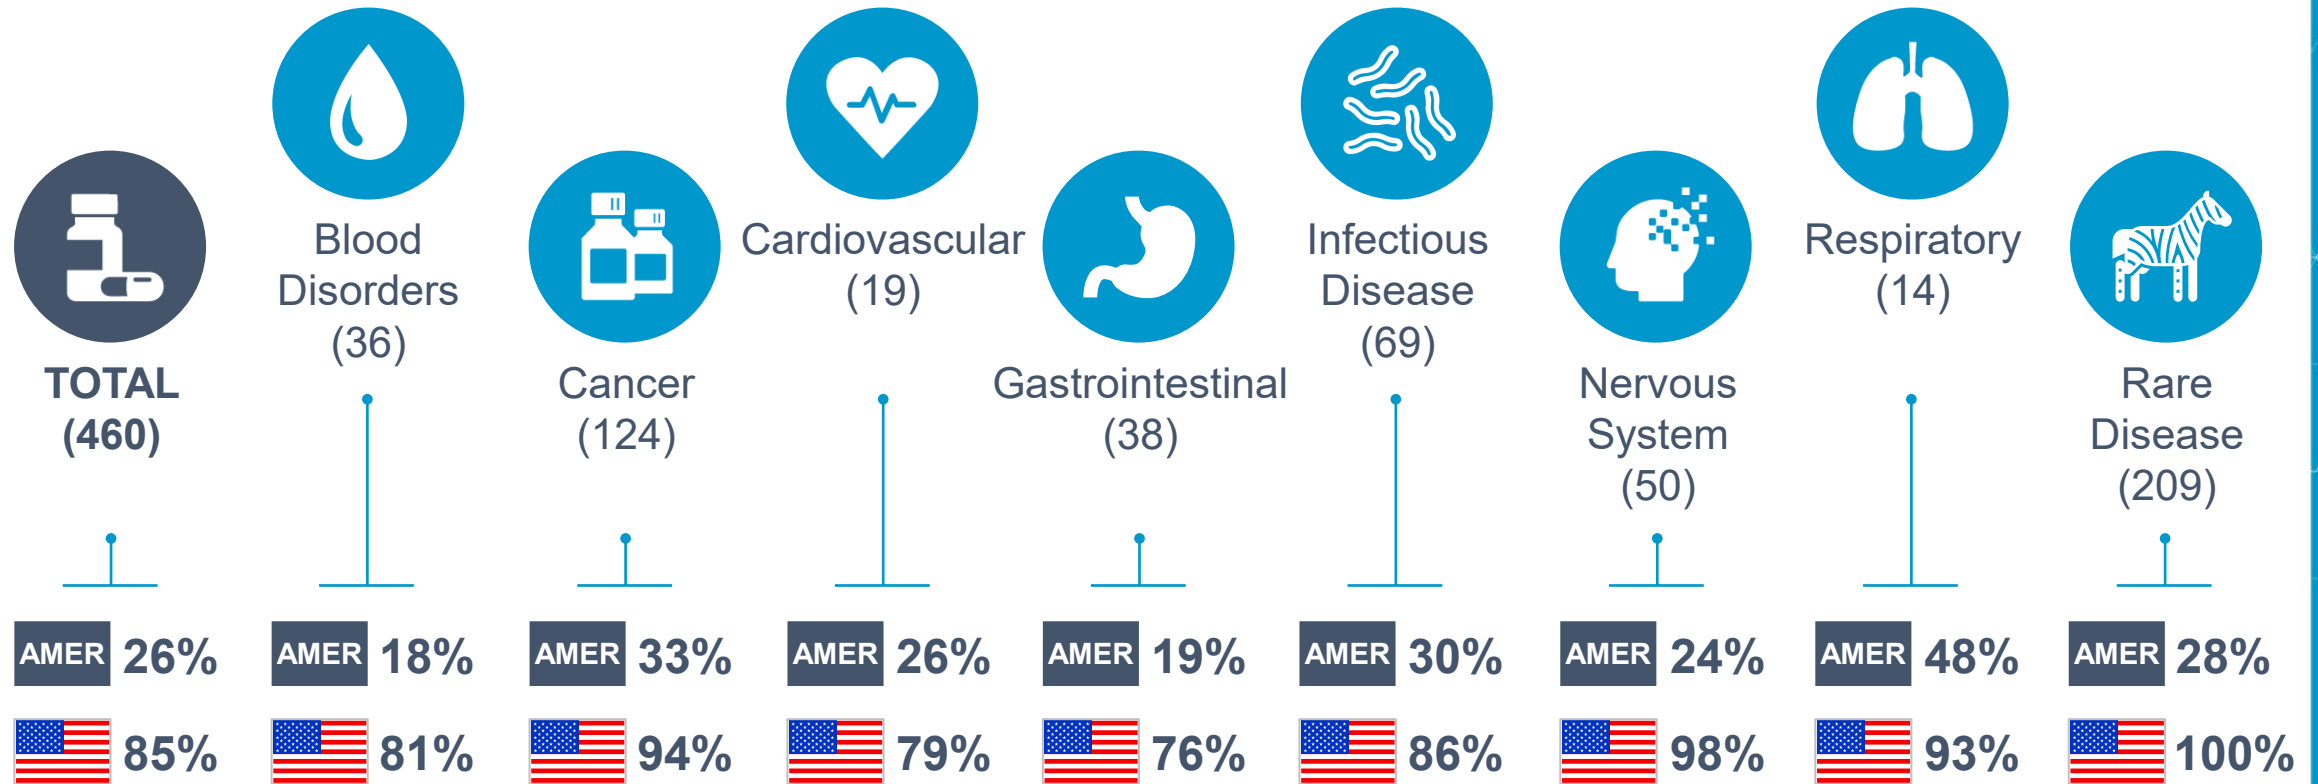 TOTAL
(460)
Blood
Disorders
(36)
Cancer
(124)
Cardiovascular
(19)
Gastrointestinal
(38)
Infectious
Disease
(69)
Nervous
System
(50)
Respiratory
(14)
Rare
Disease
(209)
AMER 26% AMER 18% AMER 33% AMER 26% AMER 19% AMER 30% AMER 24% AMER 48% AMER 28%
85% 81% 94% 79% 76% 86% 98% 93% 100%